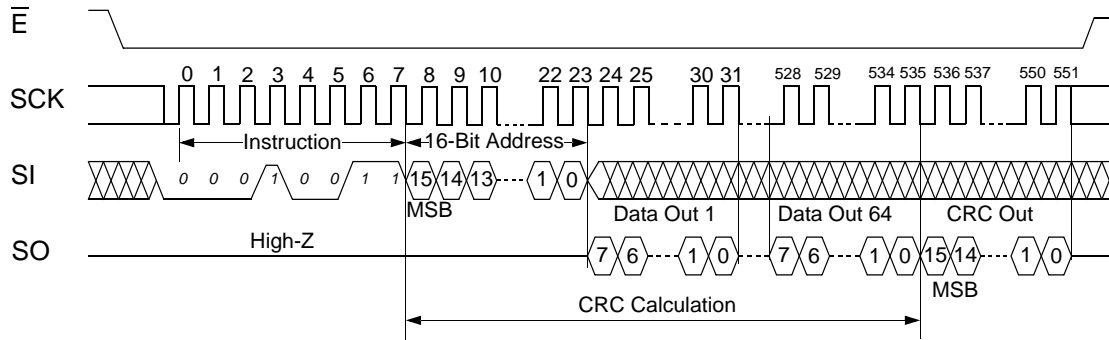 E
0 1 2 3 4 5 6 7 8 9 10 22 23 24 25 30 31 528 529 534 535 536 537 550 551
SCK
Instruction 16-Bit Address
SI 0 0 0 1 0 0 1 1 15 14 13 1 0
MSB Data Out 1 Data Out 64 CRC Out
High-Z
SO 7 6 1 0 7 6 1 0 15 14 1 0
MSB
CRC Calculation